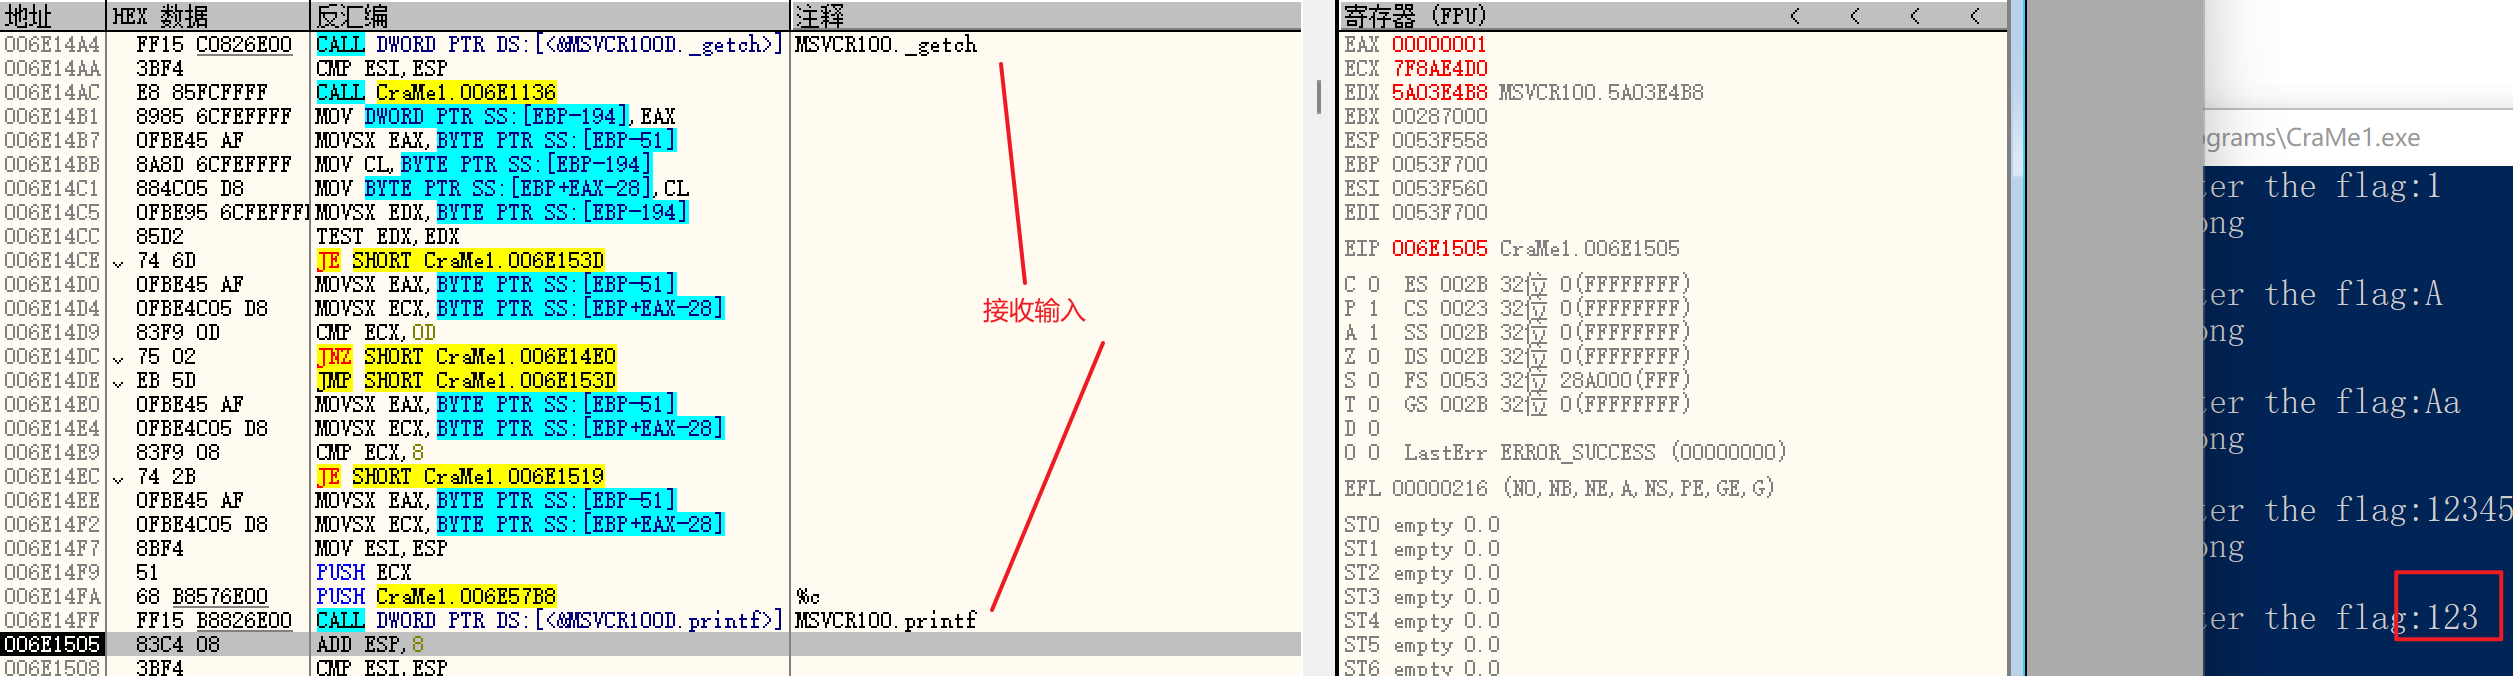 地址 HEX 数据 反汇编 注释
006E14A4 FF15 C0826E00 CALL DWORD PTR DS:[<&MSVCR100D._getch>] MSVCR100._getch
006E14AA 3BF4 CMP ESI,ESP
006E14AC E8 85FCFFFF CALL CraMe1.006E1136
006E14B1 8985 6CFEFFFF MOV DWORD PTR SS:[EBP-194],EAX
006E14B7 0FBE45 AF MOVSX EAX,BYTE PTR SS:[EBP-51]
006E14BB 8A8D 6CFEFFFF MOV CL,BYTE PTR SS:[EBP-194]
006E14C1 884C05 D8 MOV BYTE PTR SS:[EBP+EAX-28],CL
006E14C5 0FBE95 6CFEFFF MOVSX EDX,BYTE PTR SS:[EBP-194]
006E14CC 85D2 TEST EDX,EDX
006E14CE 74 6D JE SHORT CraMe1.006E153D
006E14D0 0FBE45 AF MOVSX EAX,BYTE PTR SS:[EBP-51]
006E14D4 0FBE4C05 D8 MOVSX ECX,BYTE PTR SS:[EBP+EAX-28]
006E14D9 83F9 0D CMP ECX,0D
006E14DC 75 02 JNZ SHORT CraMe1.006E14E0
006E14DE EB 5D JMP SHORT CraMe1.006E153D
006E14E0 0FBE45 AF MOVSX EAX,BYTE PTR SS:[EBP-51]
006E14E4 0FBE4C05 D8 MOVSX ECX,BYTE PTR SS:[EBP+EAX-28]
006E14E9 83F9 08 CMP ECX,8
006E14EC 74 2B JE SHORT CraMe1.006E1519
006E14EE 0FBE45 AF MOVSX EAX,BYTE PTR SS:[EBP-51]
006E14F2 0FBE4C05 D8 MOVSX ECX,BYTE PTR SS:[EBP+EAX-28]
006E14F7 8BF4 MOV ESI,ESP
006E14F9 51 PUSH ECX
006E14FA 68 B8576E00 PUSH CraMe1.006E57B8 %c
006E14FF FF15 B8826E00 CALL DWORD PTR DS:[<&MSVCR100D.printf>] MSVCR100.printf
006E1505 83C4 08 ADD ESP,8
006E1508 3BF4 CMP ESI,ESP
接收输入
寄存器 (FPU) < < < <
EAX 00000001
ECX 7F8AE4D0
EDX 5A03E4B8 MSVCR100.5A03E4B8
EBX 00287000
ESP 0053F558
EBP 0053F700
ESI 0053F560
EDI 0053F700
EIP 006E1505 CraMe1.006E1505
C 0 ES 002B 32位 0(FFFFFFFF)
P 1 CS 0023 32位 0(FFFFFFFF)
A 1 SS 002B 32位 0(FFFFFFFF)
Z 0 DS 002B 32位 0(FFFFFFFF)
S 0 FS 0053 32位 28A000(FFF)
T 0 GS 002B 32位 0(FFFFFFFF)
D 0
O 0 LastErr ERROR_SUCCESS (00000000)
EFL 00000216 (NO,NB,NE,A,NS,PE,GE,G)
ST0 empty 0.0
ST1 empty 0.0
ST2 empty 0.0
ST3 empty 0.0
ST4 empty 0.0
ST5 empty 0.0
ST6 empty 0.0
grams\CraMe1.exe
ter the flag:1
ong
ter the flag:A
ong
ter the flag:Aa
ong
ter the flag:12345
ong
ter the flag:123